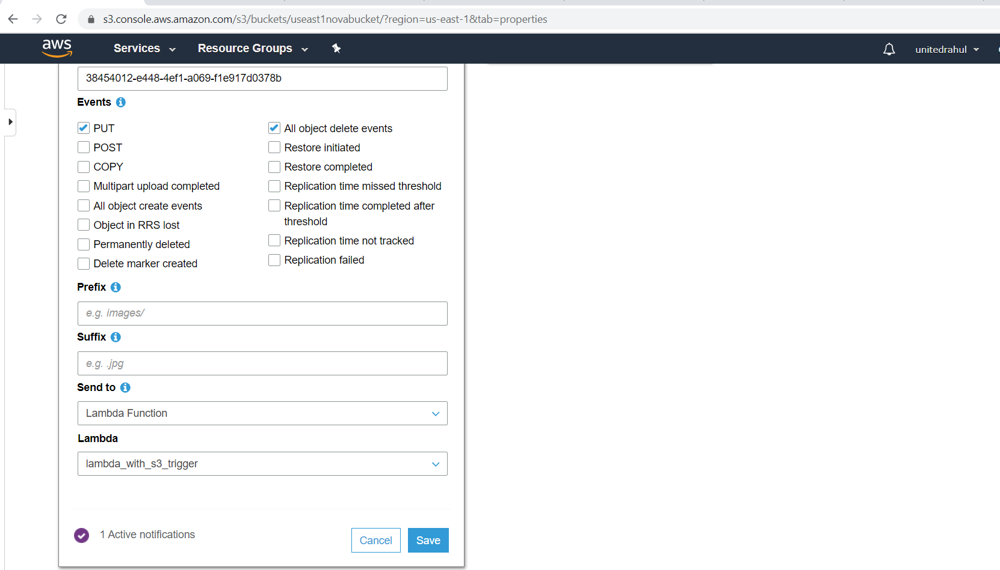 s3.console.aws.amazon.com/s3/buckets/useast1novabucket/?region=us-east-1&tab=properties
aws Services Resource Groups unitedrahul
38454012-e448-4ef1-a069-f1e917d0378b
Events
PUT
POST
COPY
Multipart upload completed
All object create events
Object in RRS lost
Permanently deleted
Delete marker created
All object delete events
Restore initiated
Restore completed
Replication time missed threshold
Replication time completed after
threshold
Replication time not tracked
Replication failed
Prefix
e.g. images/
Suffix
e.g. .jpg
Send to
Lambda Function
Lambda
lambda_with_s3_trigger
1 Active notifications
Cancel Save